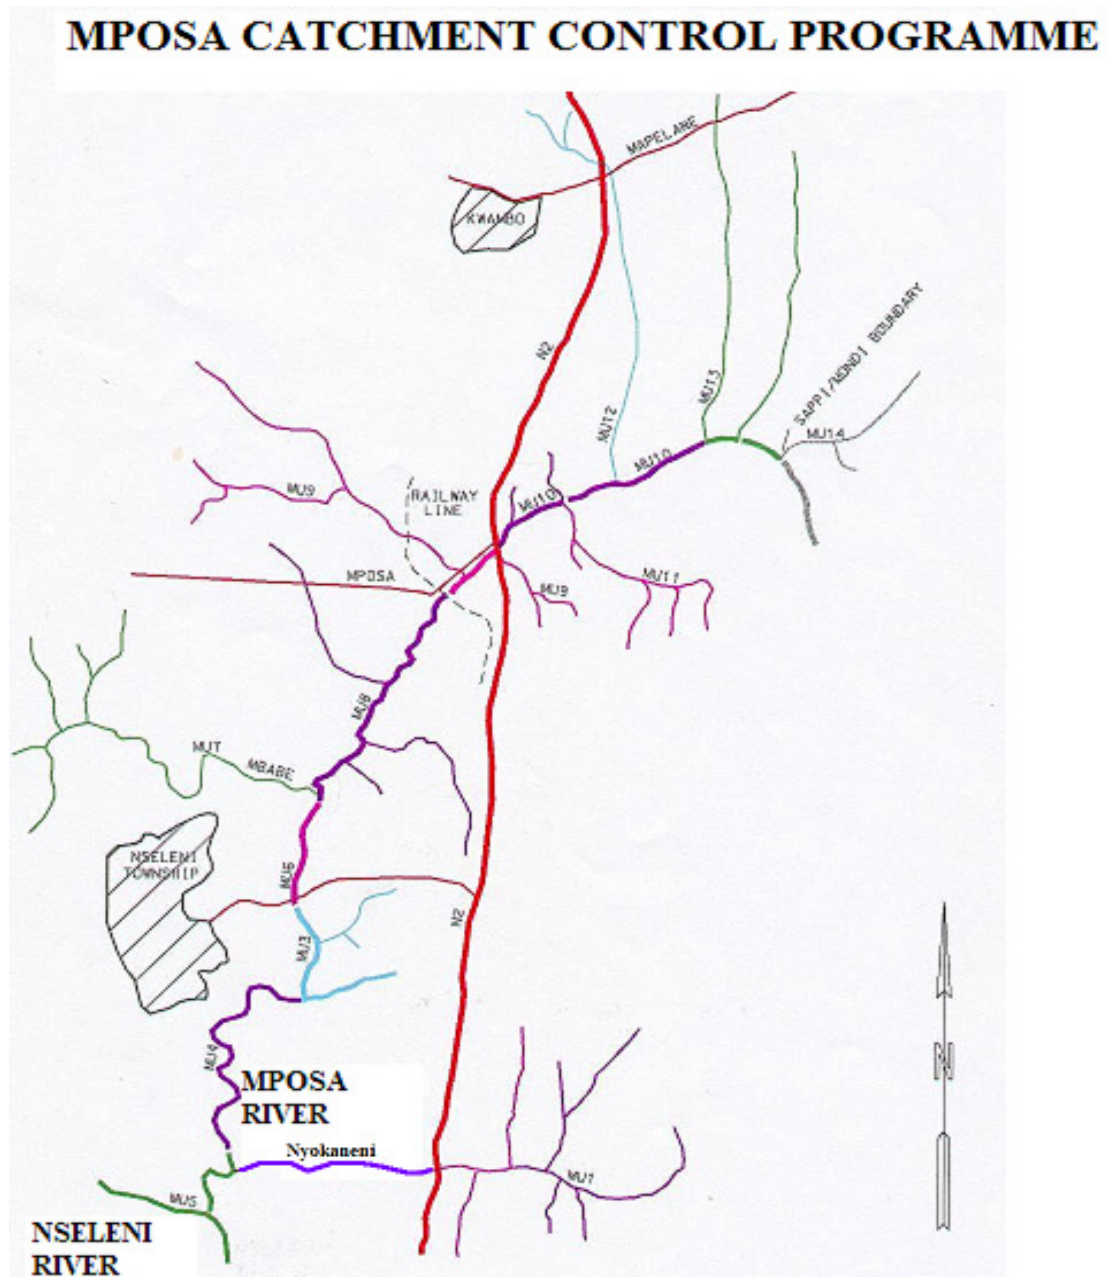 MPOSA CATCHMENT CONTROL PROGRAMME
MAPELANE
KWAMBO
N2
SAPPI/MONDI BOUNDARY
MU13
MU12
MU14
MU10
MU10
MU9
RAILWAY
LINE
MPOSA
MU11
MU9
MU8
MU7
MBABE
NSELENI
TOWNSHIP
MU6
N2
MU3
MU4
MPOSA
RIVER
N
Nyokaneni
MU1
MU5
NSELENI
RIVER